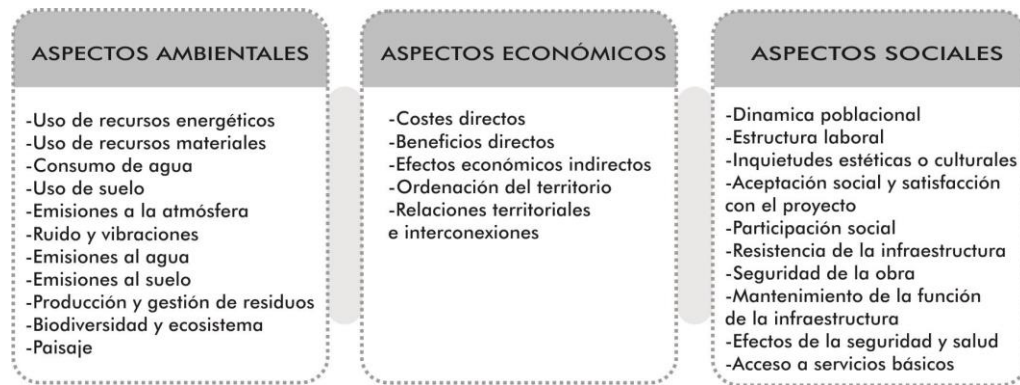 ASPECTOS AMBIENTALES
-Uso de recursos energéticos
-Uso de recursos materiales
-Consumo de agua
-Uso de suelo
-Emisiones a la atmósfera
-Ruido y vibraciones
-Emisiones al agua
-Emisiones al suelo
-Producción y gestión de residuos
-Biodiversidad y ecosistema
-Paisaje
ASPECTOS ECONÓMICOS
-Costes directos
-Beneficios directos
-Efectos económicos indirectos
-Ordenación del territorio
-Relaciones territoriales
e interconexiones
ASPECTOS SOCIALES
-Dinamica poblacional
-Estructura laboral
-Inquietudes estéticas o culturales
-Aceptación social y satisfacción
con el proyecto
-Participación social
-Resistencia de la infraestructura
-Seguridad de la obra
-Mantenimiento de la función
de la infraestructura
-Efectos de la seguridad y salud
-Acceso a servicios básicos